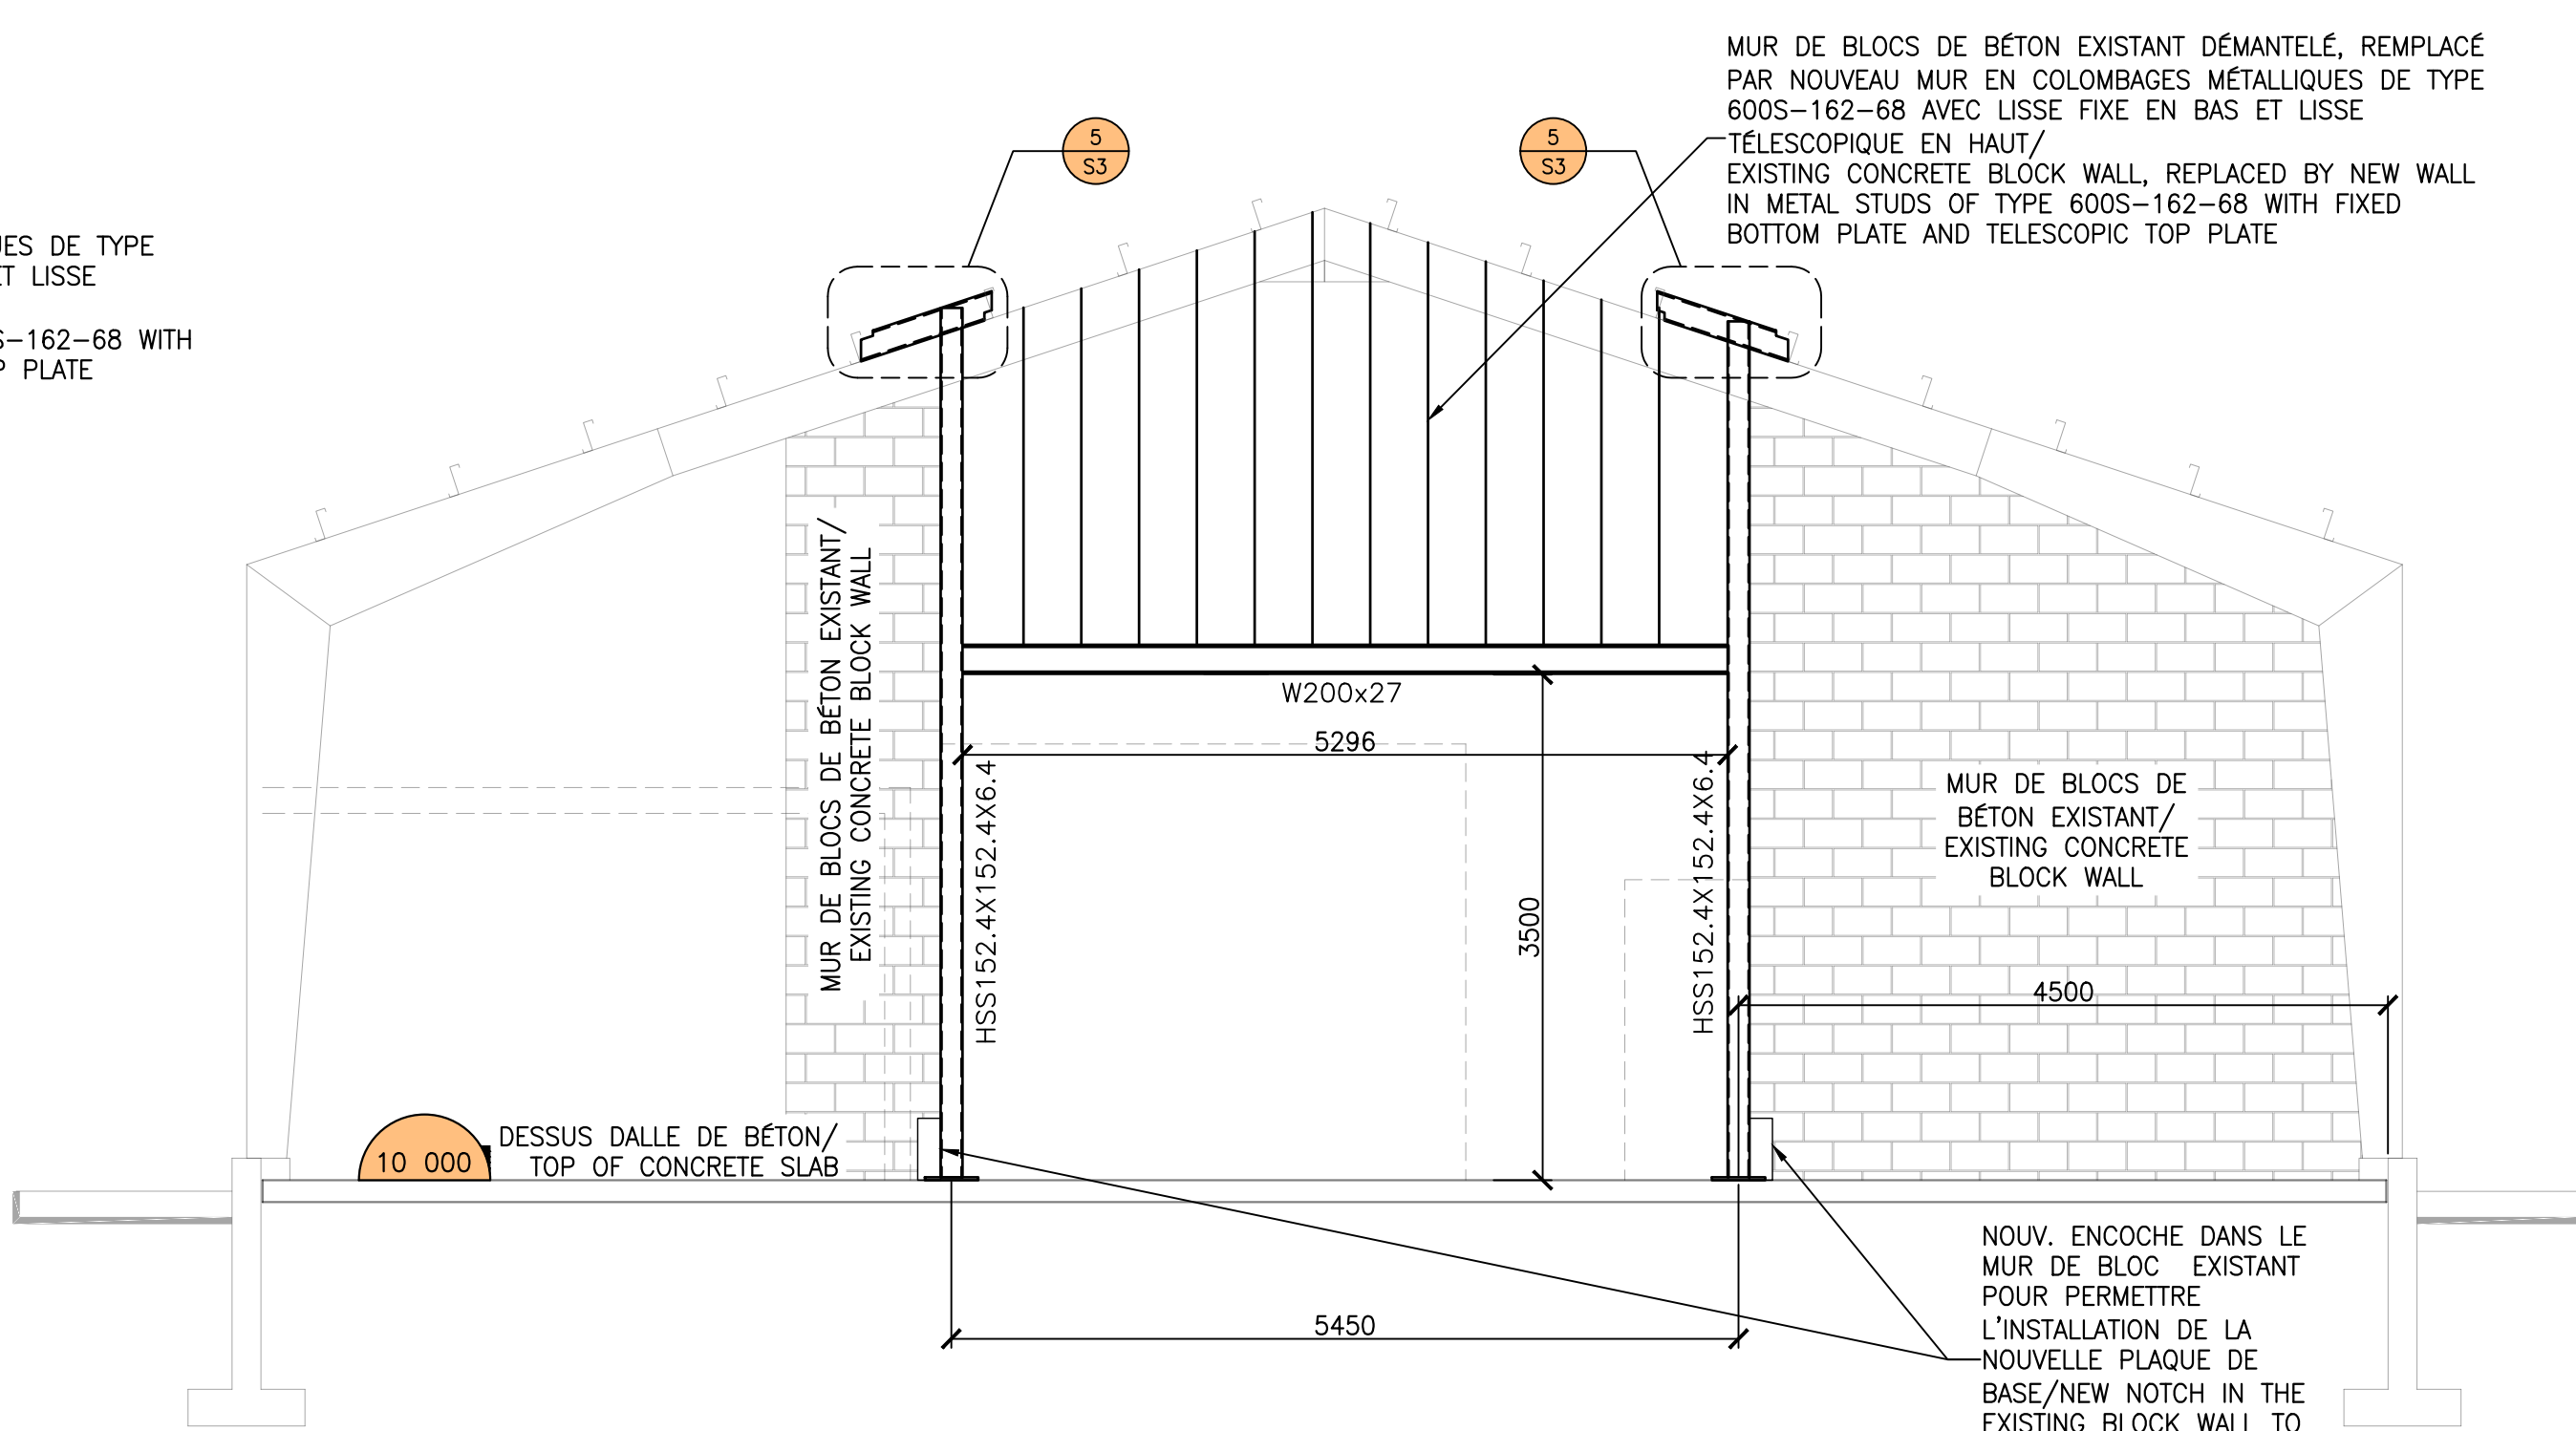 MUR DE BLOCS DE BÉTON EXISTANT DÉMANTELÉ, REMPLACÉ
PAR NOUVEAU MUR EN COLOMBAGES MÉTALLIQUES DE TYPE
600S-162-68 AVEC LISSE FIXE EN BAS ET LISSE
TÉLESCOPIQUE EN HAUT/
EXISTING CONCRETE BLOCK WALL, REPLACED BY NEW WALL
IN METAL STUDS OF TYPE 600S-162-68 WITH FIXED
BOTTOM PLATE AND TELESCOPIC TOP PLATE
5
S3
5
S3
DE TYPE
ET LISSE
S-162-68 WITH
PLATE
MUR DE BLOCS DE BÉTON EXISTANT/
EXISTING CONCRETE BLOCK WALL
W200x27
5296
HSS152.4X152.4X6.4
HSS152.4X152.4X6.4
3500
MUR DE BLOCS DE
BÉTON EXISTANT/
EXISTING CONCRETE
BLOCK WALL
4500
10 000
DESSUS DALLE DE BÉTON/
TOP OF CONCRETE SLAB
5450
NOUV. ENCOCHE DANS LE
MUR DE BLOC EXISTANT
POUR PERMETTRE
L'INSTALLATION DE LA
NOUVELLE PLAQUE DE
BASE/NEW NOTCH IN THE
EXISTING BLOCK WALL TO